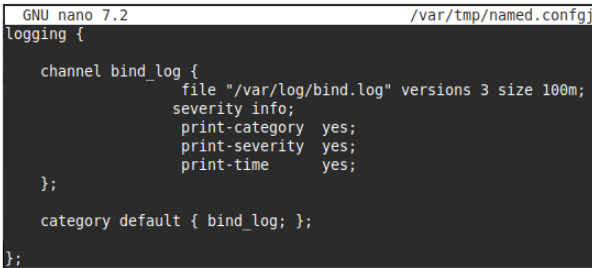 GNU nano 7.2 /var/tmp/named.confgj
logging {
channel bind_log {
file "/var/log/bind.log" versions 3 size 100m;
severity info;
print-category yes;
print-severity yes;
print-time yes;
};
category default { bind_log; };
};